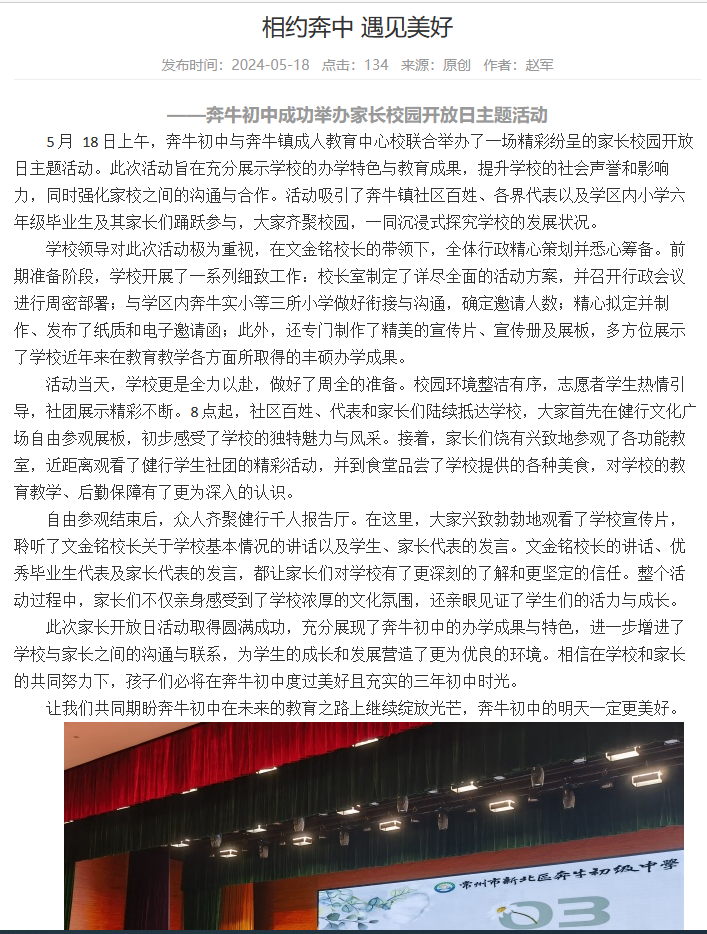 相约奔中 遇见美好
发布时间：2024-05-18 点击：134 来源：原创 作者：赵军
——奔牛初中成功举办家长校园开放日主题活动
5月 18日上午，奔牛初中与奔牛镇成人教育中心校联合举办了一场精彩纷呈的家长校园开放
日主题活动。此次活动旨在充分展示学校的办学特色与教育成果，提升学校的社会声誉和影响
力，同时强化家校之间的沟通与合作。活动吸引了奔牛镇社区百姓、各界代表以及学区内小学六
年级毕业生及其家长们踊跃参与，大家齐聚校园，一同沉浸式探究学校的发展状况。
学校领导对此次活动极为重视，在文金铭校长的带领下，全体行政精心策划并悉心筹备。前
期准备阶段，学校开展了一系列细致工作：校长室制定了详尽全面的活动方案，并召开行政会议
进行周密部署；与学区内奔牛实小等三所小学做好衔接与沟通，确定邀请人数；精心拟定并制
作、发布了纸质和电子邀请函；此外，还专门制作了精美的宣传片、宣传册及展板，多方位展示
了学校近年来在教育教学各方面所取得的丰硕办学成果。
活动当天，学校更是全力以赴，做好了周全的准备。校园环境整洁有序，志愿者学生热情引
导，社团展示精彩不断。8点起，社区百姓、代表和家长们陆续抵达学校，大家首先在健行文化广
场自由参观展板，初步感受了学校的独特魅力与风采。接着，家长们饶有兴致地参观了各功能教
室，近距离观看了健行学生社团的精彩活动，并到食堂品尝了学校提供的各种美食，对学校的教
育教学、后勤保障有了更为深入的认识。
自由参观结束后，众人齐聚健行千人报告厅。在这里，大家兴致勃勃地观看了学校宣传片，
聆听了文金铭校长关于学校基本情况的讲话以及学生、家长代表的发言。文金铭校长的讲话、优
秀毕业生代表及家长代表的发言，都让家长们对学校有了更深刻的了解和更坚定的信任。整个活
动过程中，家长们不仅亲身感受到了学校浓厚的文化氛围，还亲眼见证了学生们的活力与成长。
此次家长开放日活动取得圆满成功，充分展现了奔牛初中的办学成果与特色，进一步增进了
学校与家长之间的沟通与联系，为学生的成长和发展营造了更为优良的环境。相信在学校和家长
的共同努力下，孩子们必将在奔牛初中度过美好且充实的三年初中时光。
让我们共同期盼奔牛初中在未来的教育之路上继续绽放光芒，奔牛初中的明天一定更美好。
常州市新北区奔牛初级中学
03